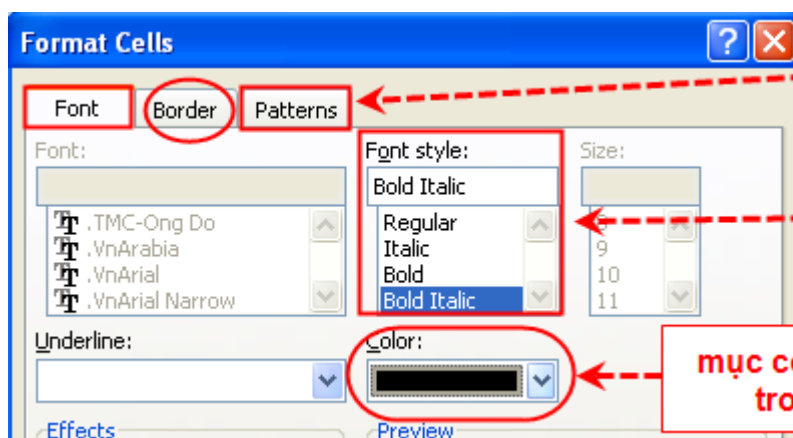 Format Cells
Font Border Patterns
Font: Font style: Size:
Bold Italic
.TMC-Ong Do Regular
.VnArabia Italic 9
.VnArial Bold 10
.VnArial Narrow Bold Italic 11
Underline: Color:
mục
Effects Preview